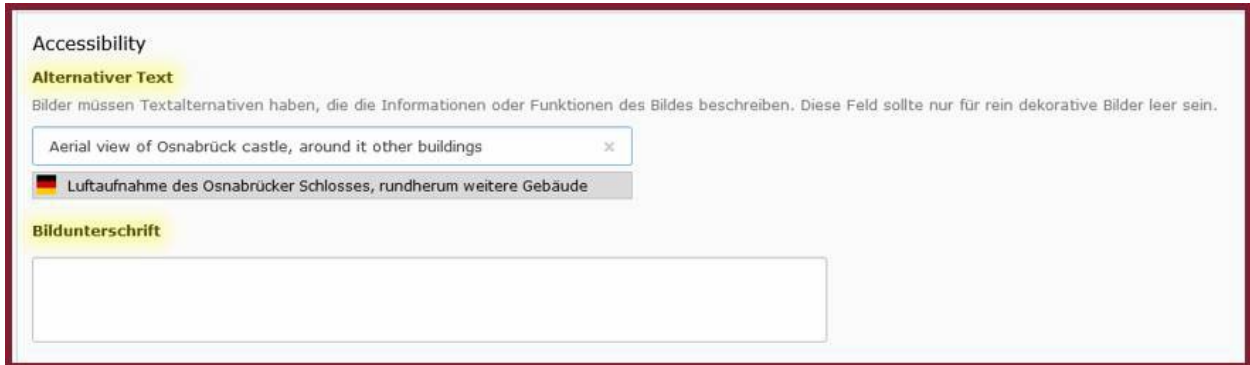 Accessibility
Alternativer Text
Bilder müssen Textalternativen haben, die die Informationen oder Funktionen des Bildes beschreiben. Diese Feld sollte nur für rein dekorative Bilder leer sein.
Aerial view of Osnabrück castle, around it other buildings
Luftaufnahme des Osnabrücker Schlosses, rundherum weitere Gebäude
Bildunterschrift